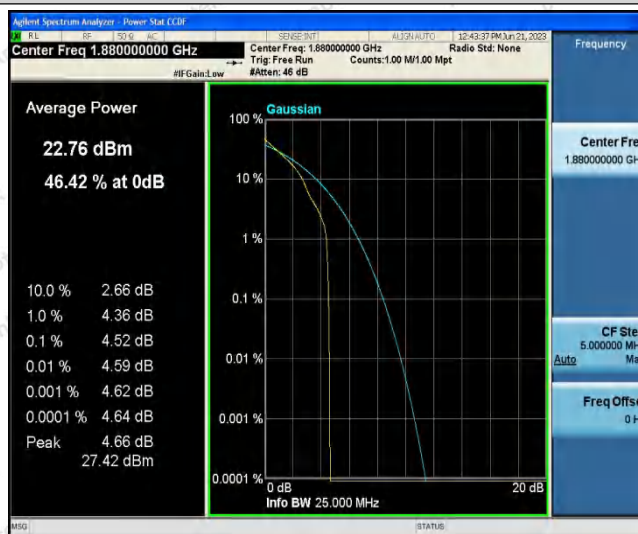 Agilent Spectrum Analyzer - Power Stat CCDF
RL RF 50 Ω AC SENSE:INT ALIGN AUTO 12:43:37 PM Jun 21, 2023
Center Freq 1.880000000 GHz
Center Freq: 1.880000000 GHz Radio Std: None
Trig: Free Run Counts:1.00 M/1.00 Mpt
#IFGain:Low #Atten: 46 dB
Frequency
Average Power
22.76 dBm
46.42 % at 0dB
10.0 % 2.66 dB
1.0 % 4.36 dB
0.1 % 4.52 dB
0.01 % 4.59 dB
0.001 % 4.62 dB
0.0001 % 4.64 dB
Peak 4.66 dB
27.42 dBm
Gaussian
100 %
10 %
1 %
0.1 %
0.01 %
0.001 %
0.0001 %
0 dB 20 dB
Info BW 25.000 MHz
Center Fre
1.880000000 GH
CF Ste
5.000000 MH
Auto Ma
Freq Offse
0 H
MSG STATUS